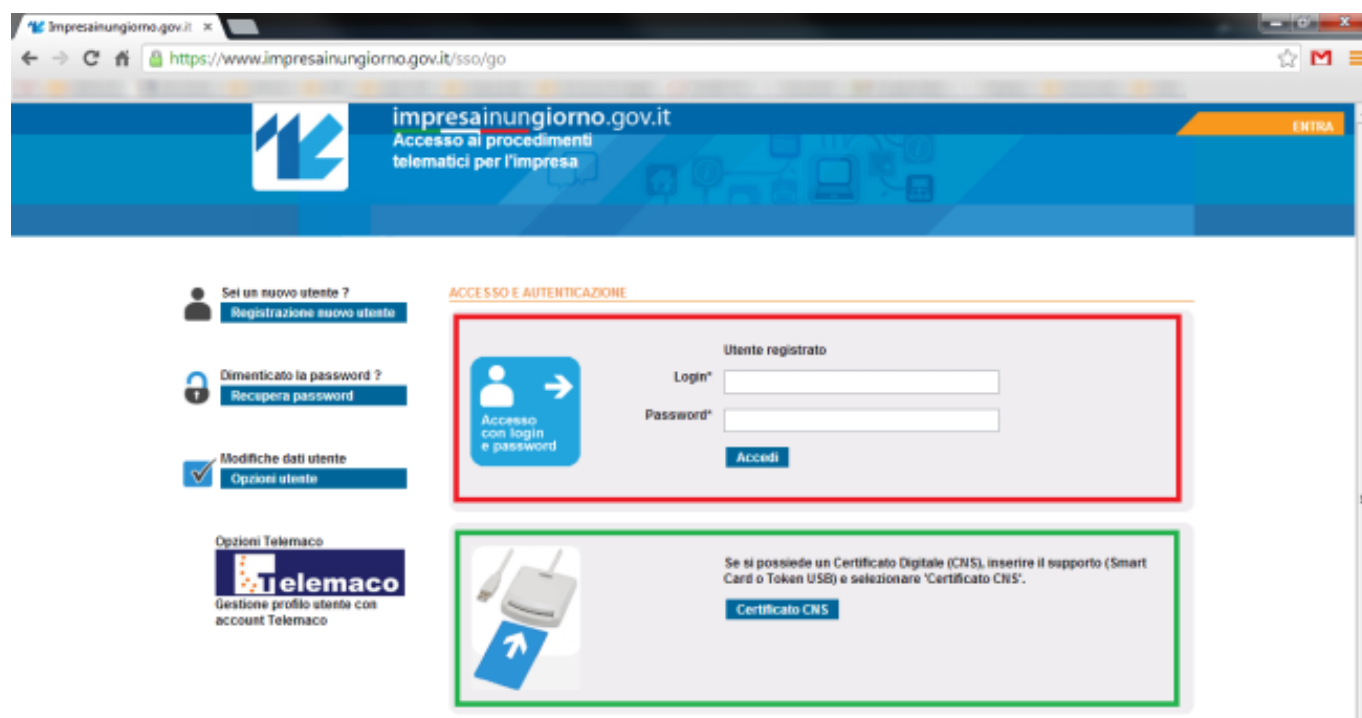 Impresainungiorno.gov.it
https://www.impresainungiorno.gov.it/sso/go
impresainungiorno.gov.it
Accesso ai procedimenti
telematici per l'impresa
ENTRA
Sei un nuovo utente ?
Registrazione nuovo utente
Dimenticato la password ?
Recupera password
Modifiche dati utente
Opzioni utente
Opzioni Telemaco
Telemaco
Gestione profilo utente con
account Telemaco
ACCESSO E AUTENTICAZIONE
Accesso
con login
e password
Utente registrato
Login*
Password*
Accedi
Se si possiede un Certificato Digitale (CNS), inserire il supporto (Smart
Card o Token USB) e selezionare 'Certificato CNS'.
Certificato CNS